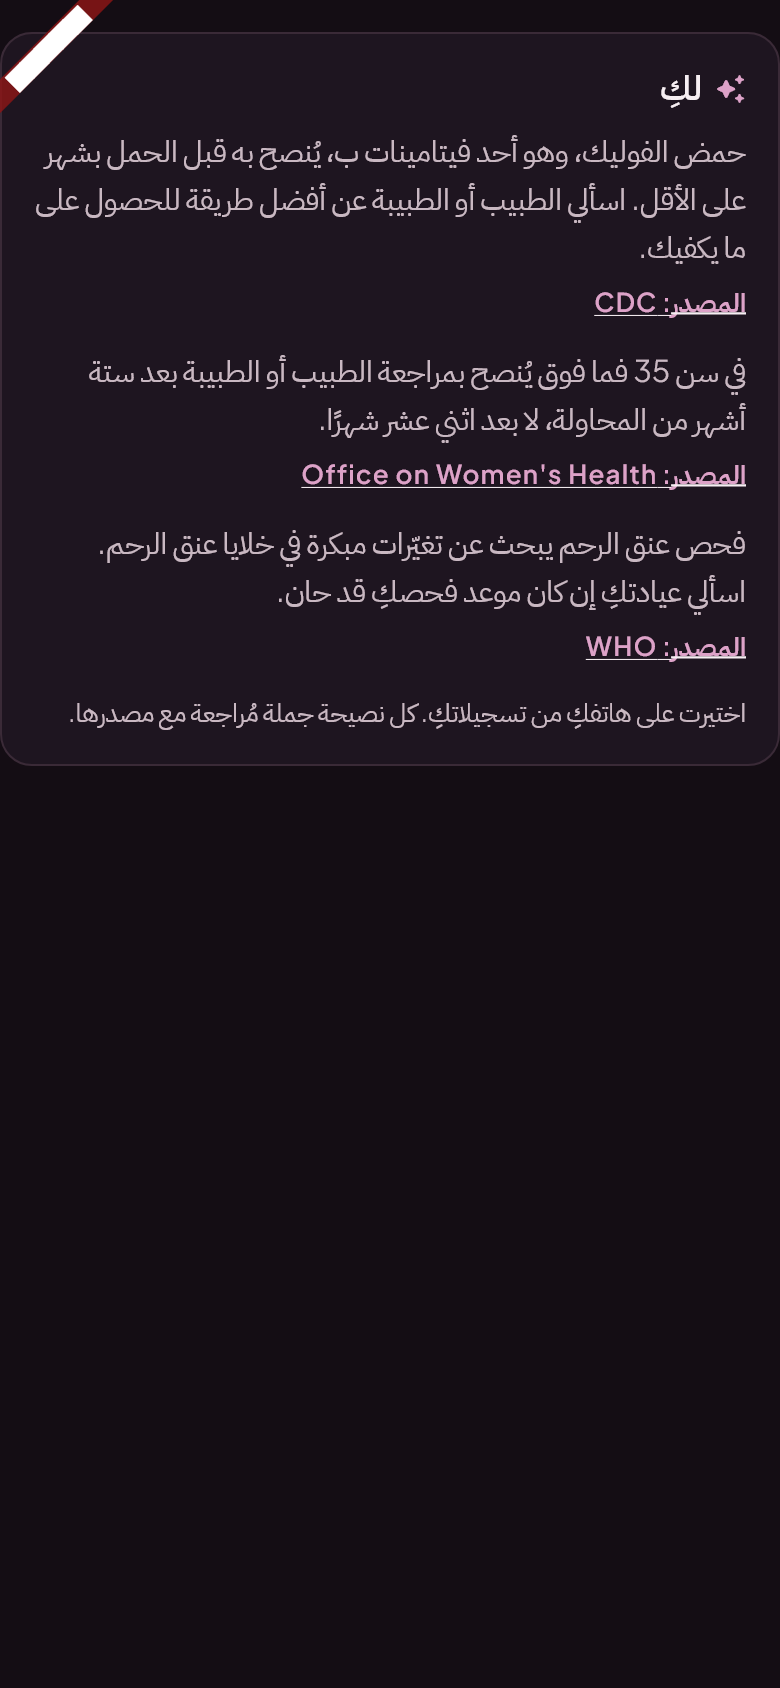 لكِ
حمض الفوليك، وهو أحد فيتامينات ب، يُنصح به قبل الحمل بشهر
على الأقل. اسألي الطبيب أو الطبيبة عن أفضل طريقة للحصول على
ما يكفيك.
المصدر: CDC
في سن 35 فما فوق يُنصح بمراجعة الطبيب أو الطبيبة بعد ستة
أشهر من المحاولة، لا بعد اثني عشر شهرًا.
المصدر: Office on Women's Health
فحص عنق الرحم يبحث عن تغيّرات مبكرة في خلايا عنق الرحم.
اسألي عيادتكِ إن كان موعد فحصكِ قد حان.
المصدر: WHO
اختيرت على هاتفكِ من تسجيلاتكِ. كل نصيحة جملة مُراجعة مع مصدرها.